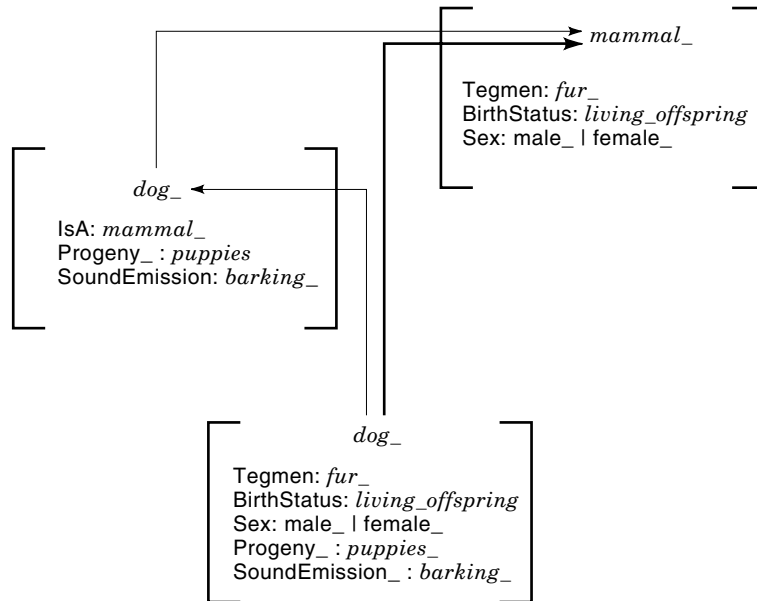 mammal_
Tegmen: fur_
BirthStatus: living_offspring
Sex: male_ | female_
dog_
IsA: mammal_
Progeny_ : puppies
SoundEmission: barking_
dog_
Tegmen: fur_
BirthStatus: living_offspring
Sex: male_ | female_
Progeny_ : puppies_
SoundEmission_ : barking_